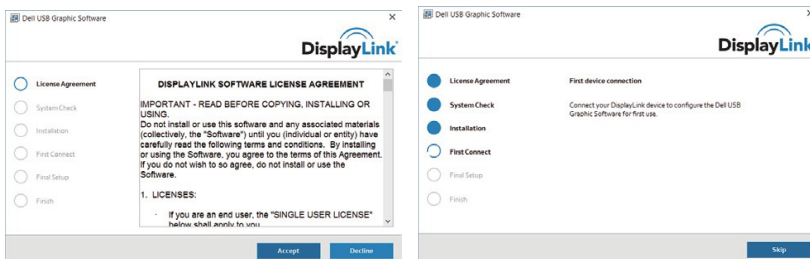 Dell USB Graphic Software
DisplayLink
License Agreement
System Check
Installation
First Connect
Final Setup
Finish
DISPLAYLINK SOFTWARE LICENSE AGREEMENT
IMPORTANT - READ BEFORE COPYING, INSTALLING OR
USING.
Do not install or use this software and any associated materials
(collectively, the "Software") until you (individual or entity) have
carefully read the following terms and conditions. By installing
or using the Software, you agree to the terms of this Agreement.
If you do not wish to so agree, do not install or use the
Software.
1. LICENSES:
· If you are an end user, the "SINGLE USER LICENSE"
below shall apply to you
Accept
Decline
Dell USB Graphic Software
DisplayLink
License Agreement
System Check
Installation
First Connect
Final Setup
Finish
First device connection
Connect your DisplayLink device to configure the Dell USB
Graphic Software for first use.
Skip